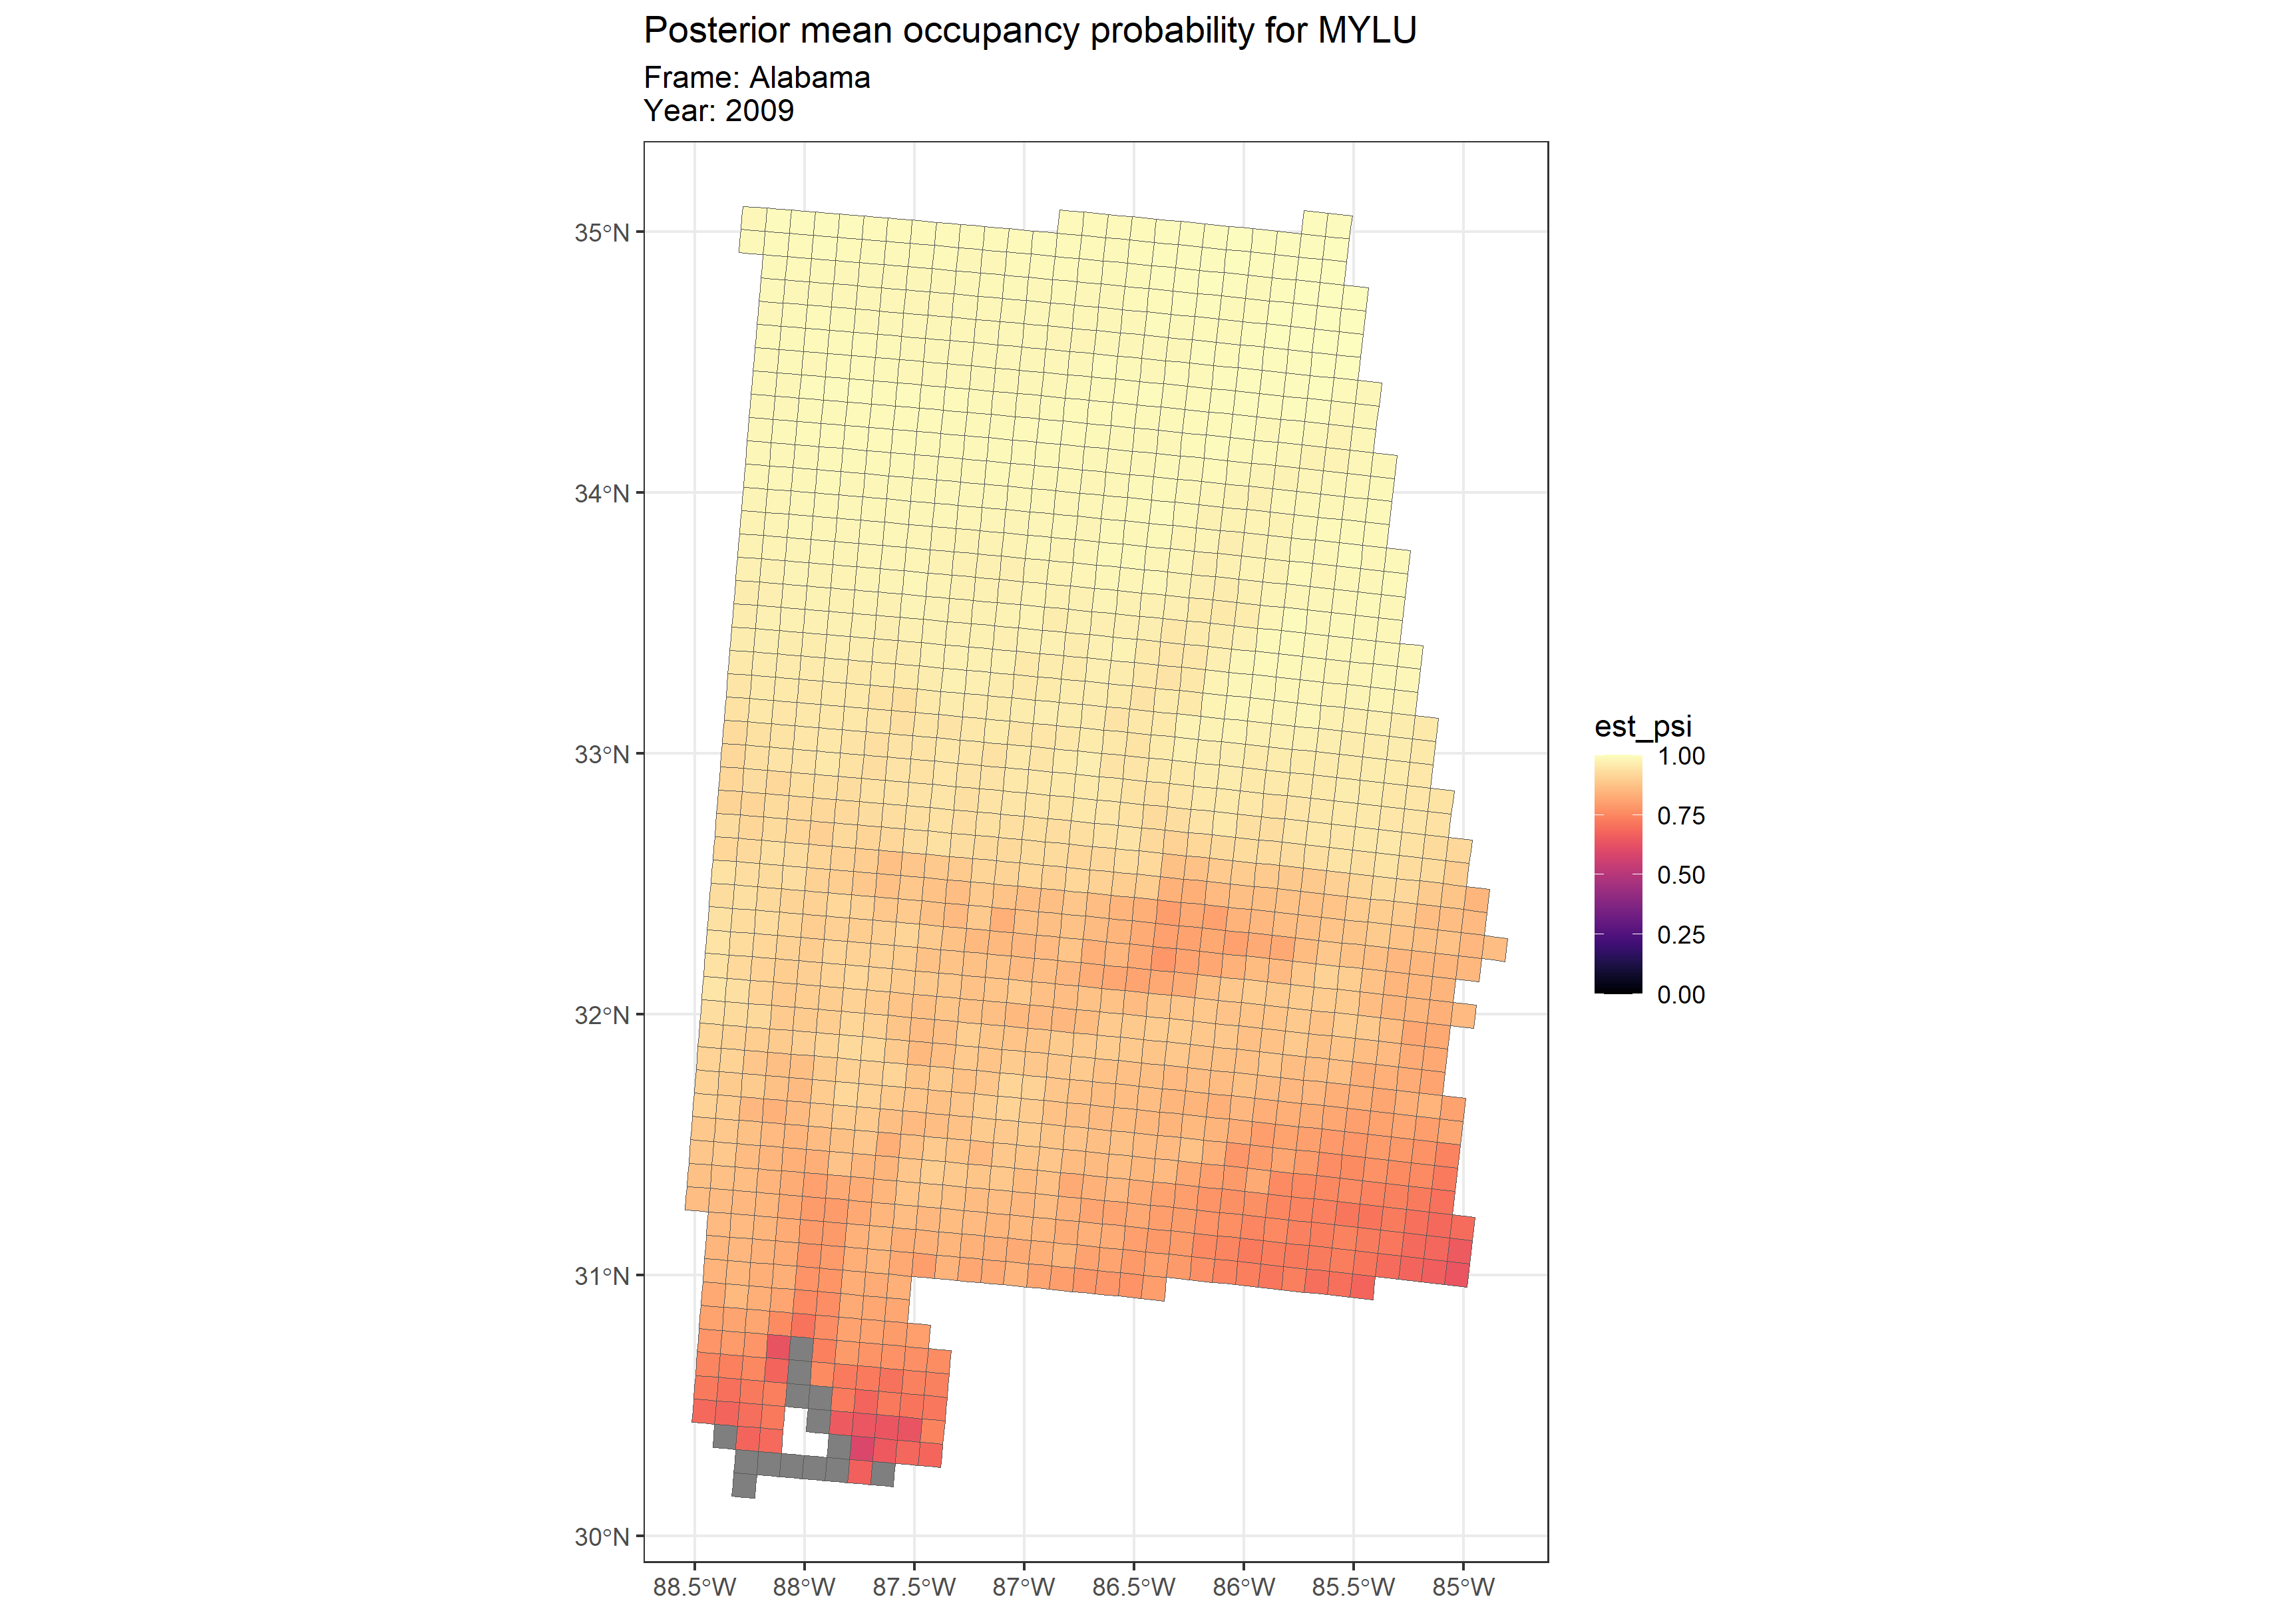 Posterior mean occupancy probability for MYLU
Frame: Alabama
Year: 2009
35°N
34°N
33°N
32°N
31°N
30°N
88.5°W 88°W 87.5°W 87°W 86.5°W 86°W 85.5°W 85°W
est_psi
1.00
0.75
0.50
0.25
0.00